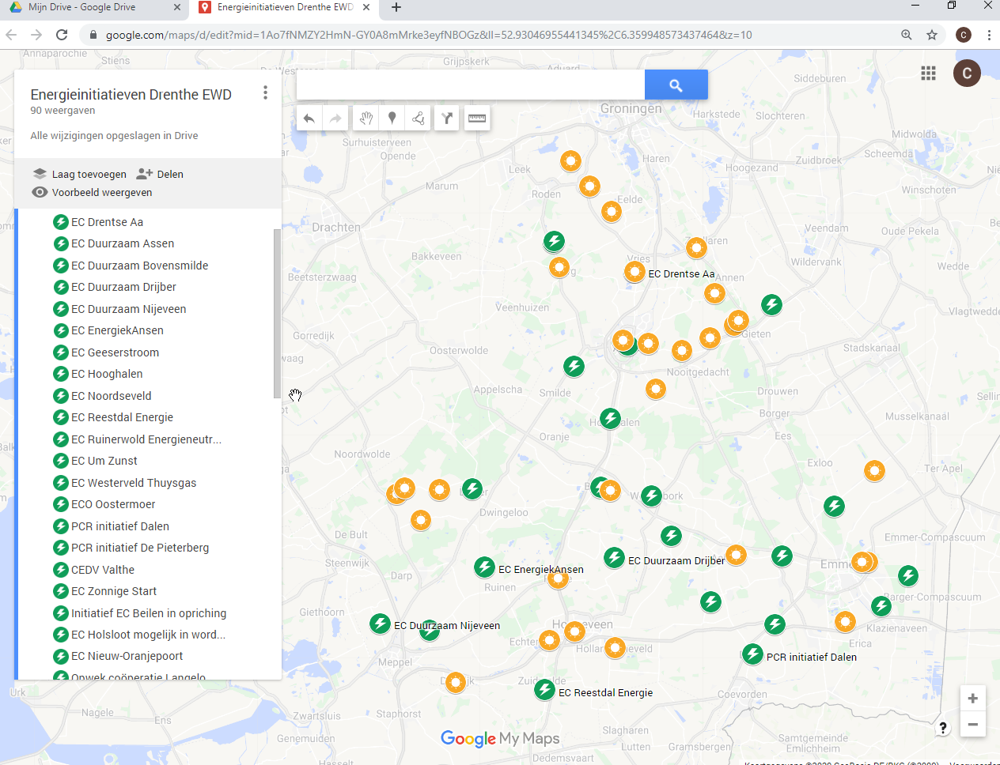 Mijn Drive - Google Drive
Energieinitiatieven Drenthe EWD
google.com/maps/d/edit?mid=1Ao7fNMZY2HmN-GY0A8mMrke3eyfNBOGz&ll=52.93046955441345%2C6.359948573437464&z=10
C
C
Energieinitiatieven Drenthe EWD
90 weergaven
Alle wijzigingen opgeslagen in Drive
Laag toevoegen
Delen
Voorbeeld weergeven
EC Drentse Aa
EC Duurzaam Assen
EC Duurzaam Bovensmilde
EC Duurzaam Drijber
EC Duurzaam Nijeveen
EC EnergiekAnsen
EC Geeserstroom
EC Hooghalen
EC Noordseveld
EC Reestdal Energie
EC Ruinerwold Energieneutr...
EC Um Zunst
EC Westerveld Thuysgas
ECO Oostermoer
PCR initiatief Dalen
PCR initiatief De Pieterberg
CEDV Valthe
EC Zonnige Start
Initiatief EC Beilen in opriching
EC Holsloot mogelijk in word...
EC Nieuw-Oranjepoort
Opwek coöperatie Langelo
Annaparochie
Stiens
Grijpskerk
Aduard
Siddeburen
Groningen
Harkstede
Slochteren
Midwolda
Surhuisterveen
Opende
Leek
Haren
Hoogezand
Zuidbroek
Scheemda
Marum
Roden
Eelde
Winschoten
Drachten
Veendam
Oude Pekela
Bakkeveen
Vries
Wildervank
Wedde
Beetsterzwaag
EC Drentse Aa
Annen
Veenhuizen
Vlagtwedde
Gorredijk
Gieten
Oosterwolde
Stadskanaal
Nooitgedacht
Appelscha
Smilde
Drouwen
Borger
Musselkanaal
Oranje
Ees
Noordwolde
Exloo
Ter Apel
Dwingeloo
De Bult
Emmer-Compascuum
Steenwijk
EC Duurzaam Drijber
EC EnergiekAnsen
Darp
Ruinen
Barger-Compascuum
Giethoorn
EC Duurzaam Nijeveen
Klazienaveen
Erica
Meppel
PCR initiatief Dalen
EC Reestdal Energie
Coevorden
Urk
Nagele
Ens
Zwartsluis
Staphorst
Slagharen
Genemuiden
Lutten
Gramsbergen
Samtgemeinde
Emlichheim
Hasselt
Dedemsvaart
Google My Maps
+
−
?